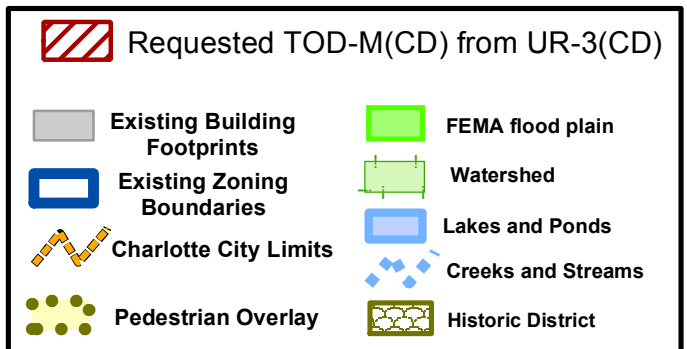 Requested TOD-M(CD) from UR-3(CD)
Existing Building
Footprints
Existing Zoning
Boundaries
Charlotte City Limits
Pedestrian Overlay
FEMA flood plain
Watershed
Lakes and Ponds
Creeks and Streams
Historic District